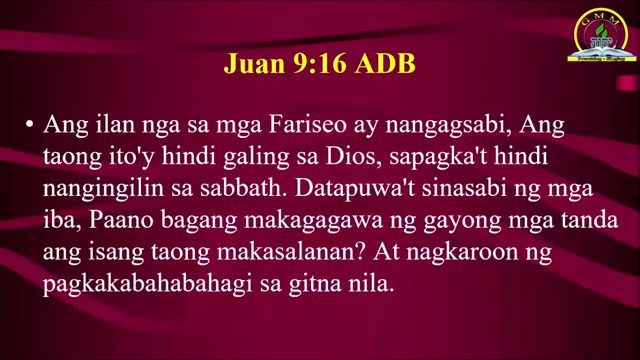 GMM
Juan 9:16 ADB
• Ang ilan nga sa mga Fariseo ay nangagsabi, Ang
taong ito'y hindi galing sa Dios, sapagka't hindi
nangingilin sa sabbath. Datapuwa't sinasabi ng mga
iba, Paano bagang makagagawa ng gayong mga tanda
ang isang taong makasalanan? At nagkaroon ng
pagkakabahabahagi sa gitna nila.